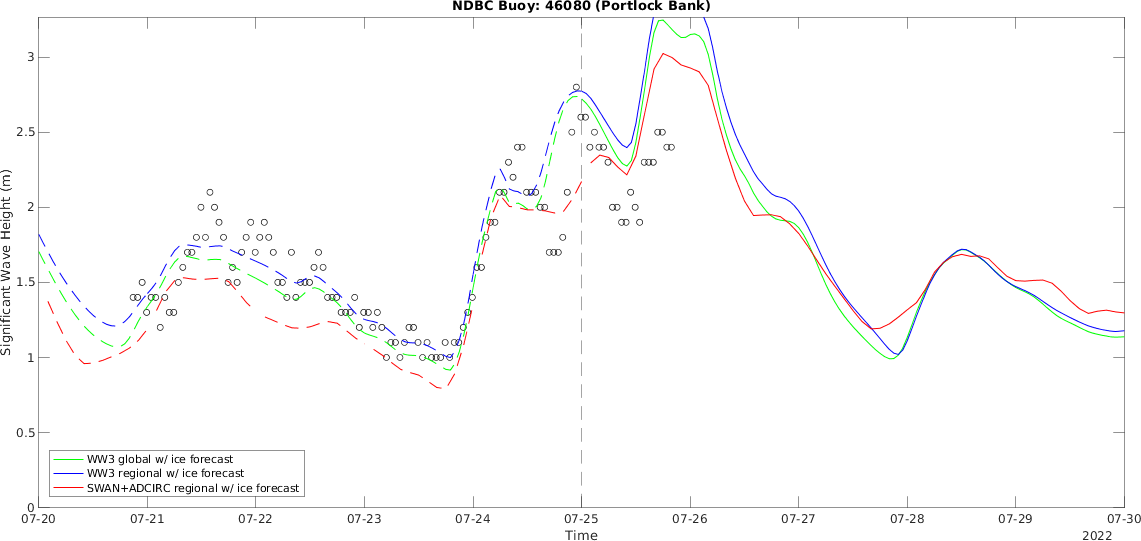 NDBC Buoy: 46080 (Portlock Bank)
Significant Wave Height (m)
3
2.5
2
1.5
1
0.5
0
WW3 global w/ ice forecast
WW3 regional w/ ice forecast
SWAN+ADCIRC regional w/ ice forecast
07-20 07-21 07-22 07-23 07-24 07-25 07-26 07-27 07-28 07-29 07-30
Time
2022